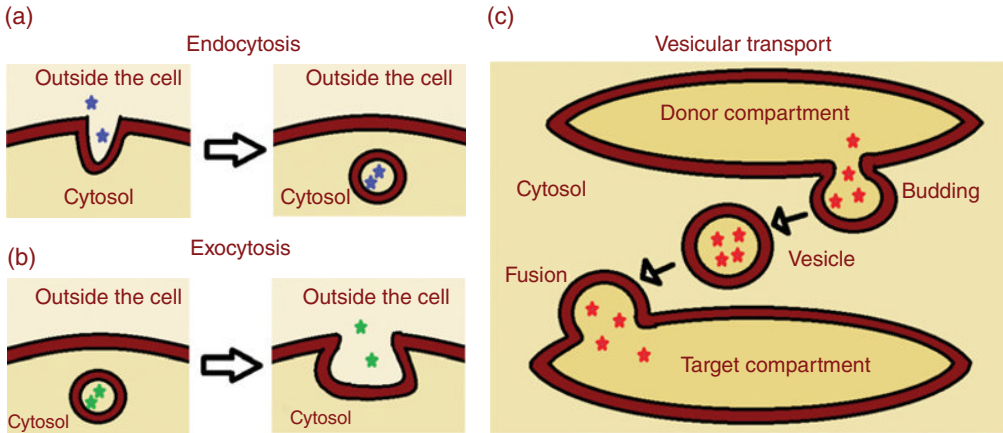 (a)
Endocytosis
Outside the cell
Cytosol
Outside the cell
Cytosol
(b)
Exocytosis
Outside the cell
Cytosol
Outside the cell
Cytosol
(c)
Vesicular transport
Donor compartment
Cytosol
Budding
Vesicle
Fusion
Target compartment